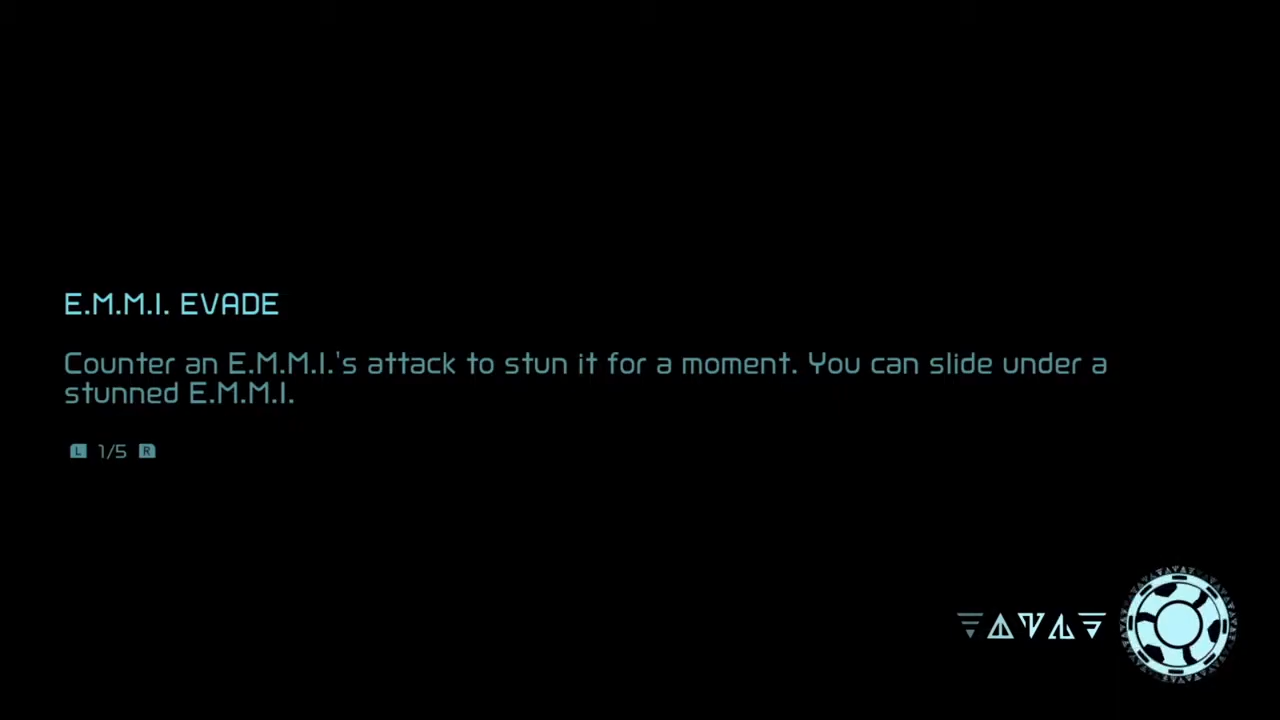 E.M.M.I. EVADE
Counter an E.M.M.I.'s attack to stun it for a moment. You can slide under a
stunned E.M.M.I.
L 1/5 R